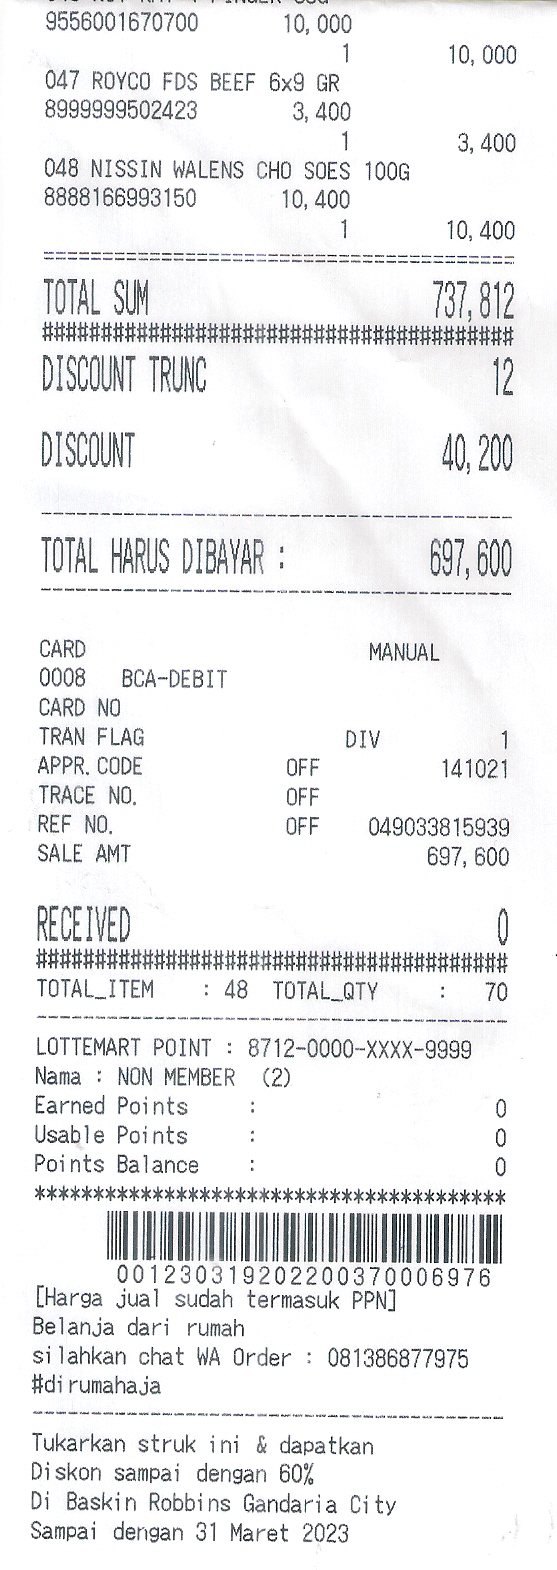 9556001670700 10,000
1 10,000
047 ROYCO FDS BEEF 6x9 GR
8999999502423 3,400
1 3,400
048 NISSIN WALENS CHO SOES 100G
8888166993150 10,400
1 10,400
========================================
TOTAL SUM 737,812
########################################
DISCOUNT TRUNC 12
DISCOUNT 40,200
----------------------------------------
TOTAL HARUS DIBAYAR : 697,600
----------------------------------------
CARD MANUAL
0008 BCA-DEBIT
CARD NO
TRAN FLAG DIV 1
APPR.CODE OFF 141021
TRACE NO. OFF
REF NO. OFF 049033815939
SALE AMT 697,600
RECEIVED 0
########################################
TOTAL_ITEM : 48 TOTAL_QTY : 70
----------------------------------------
LOTTEMART POINT : 8712-0000-XXXX-9999
Nama : NON MEMBER (2)
Earned Points : 0
Usable Points : 0
Points Balance : 0
****************************************
0012303192022003700069​76
[Harga jual sudah termasuk PPN]
Belanja dari rumah
silahkan chat WA Order : 081386877975
#dirumahaja
----------------------------------------
Tukarkan struk ini & dapatkan
Diskon sampai dengan 60%
Di Baskin Robbins Gandaria City
Sampai dengan 31 Maret 2023